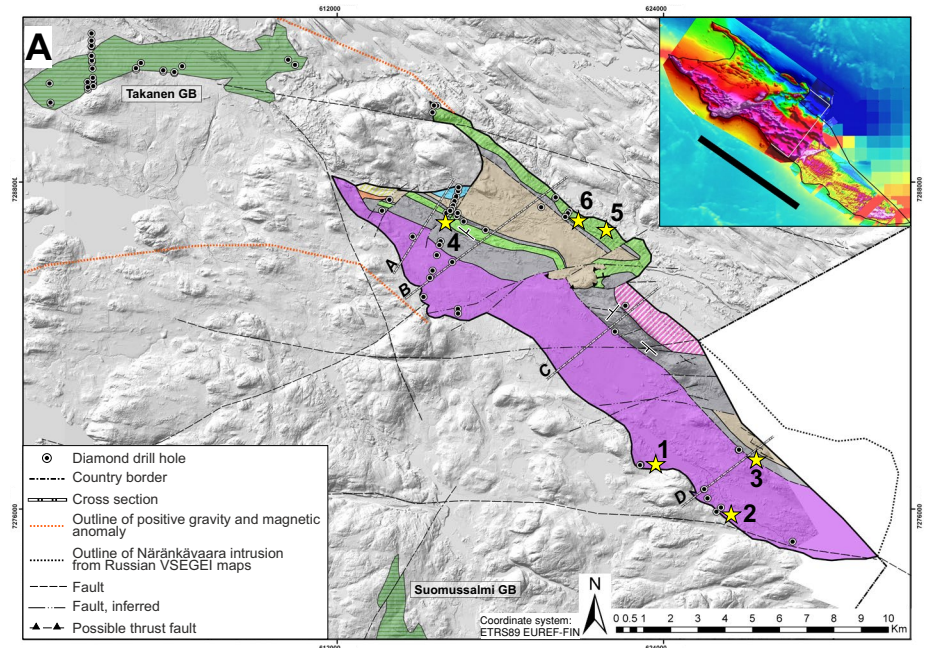 612000
624000
A
Takanen GB
7288000
6
5
4
A
B
C
1
3
D
2
7276000
Diamond drill hole
Country border
Cross section
Outline of positive gravity and magnetic
anomaly
Outline of Näränkävaara intrusion
from Russian VSEGEI maps
Fault
Fault, inferred
Possible thrust fault
Suomussalmi GB
N
Coordinate system:
ETRS89 EUREF-FIN
0 0.5 1 2 3 4 5 6 7 8 9 10
Km